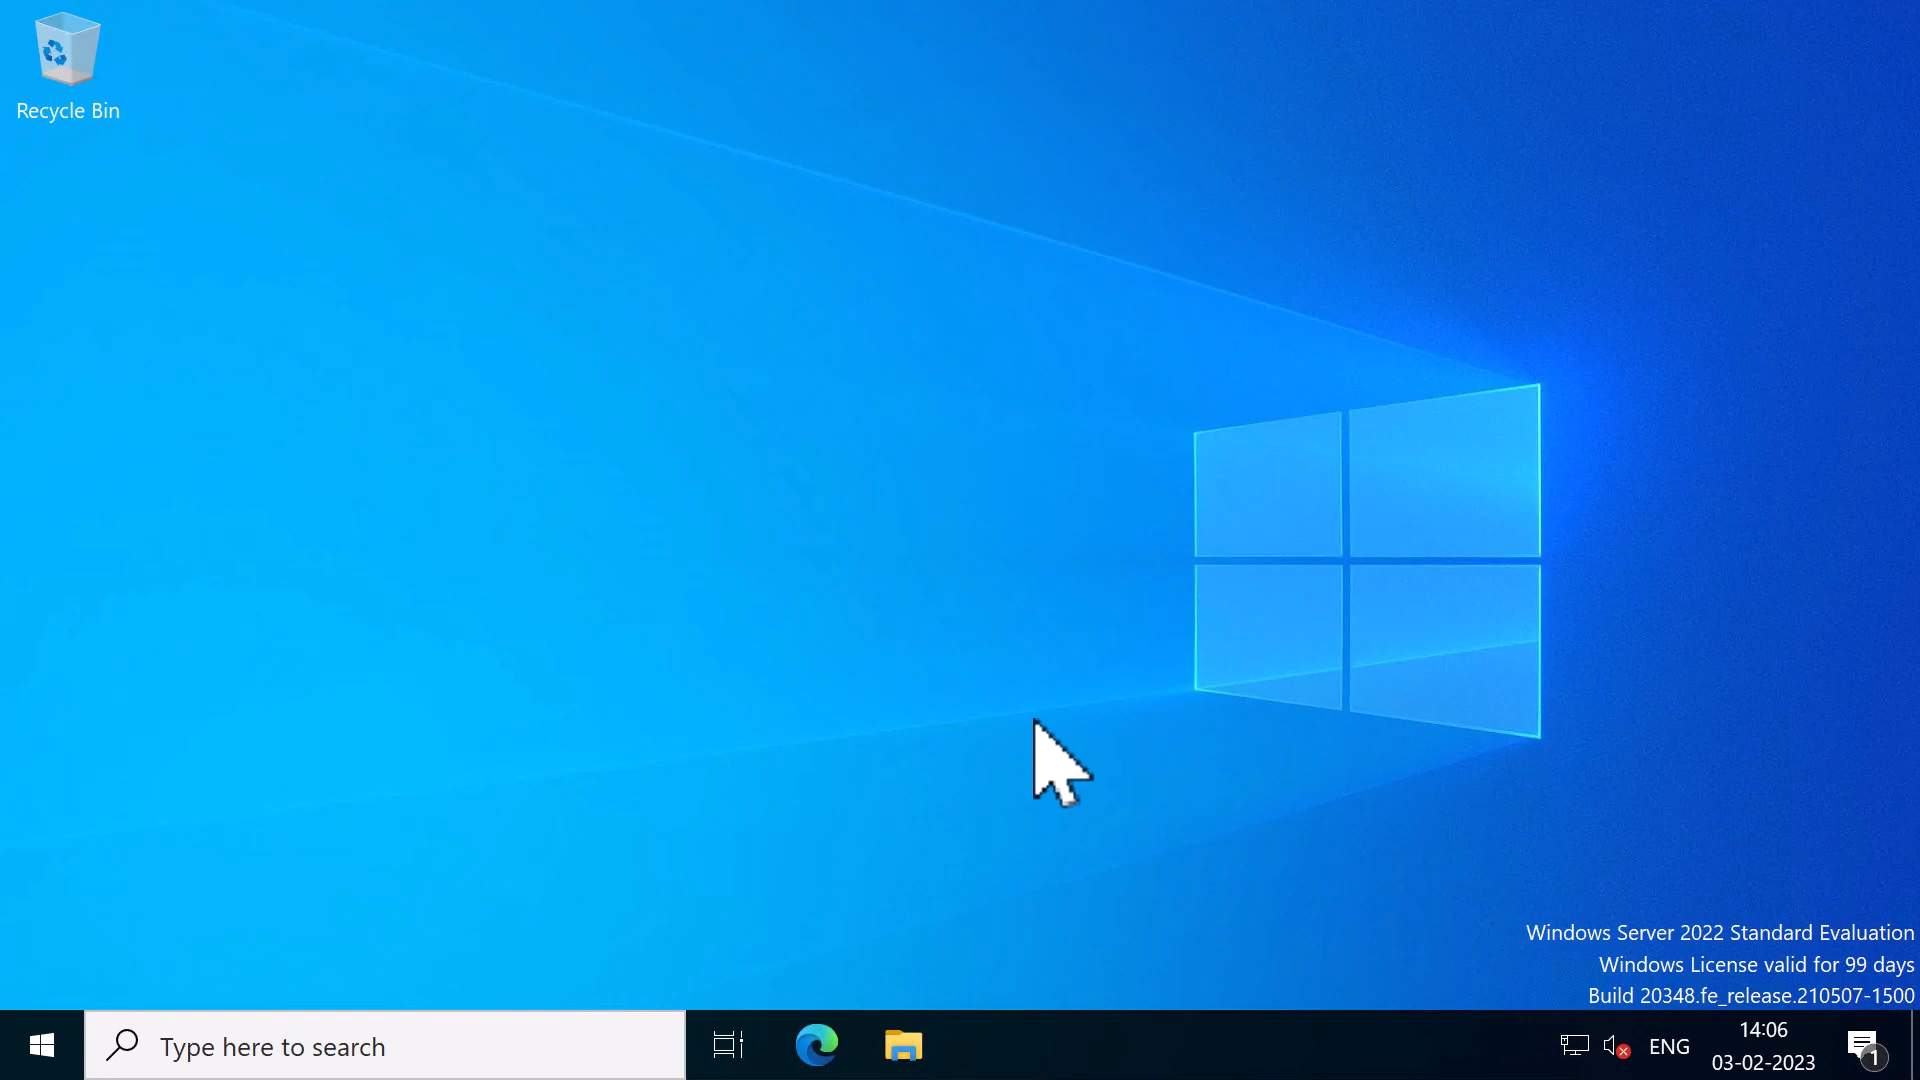 Recycle Bin
Windows Server 2022 Standard Evaluation
Windows License valid for 99 days
Build 20348.fe_release.210507-1500
Type here to search
ENG
14:06
03-02-2023
1